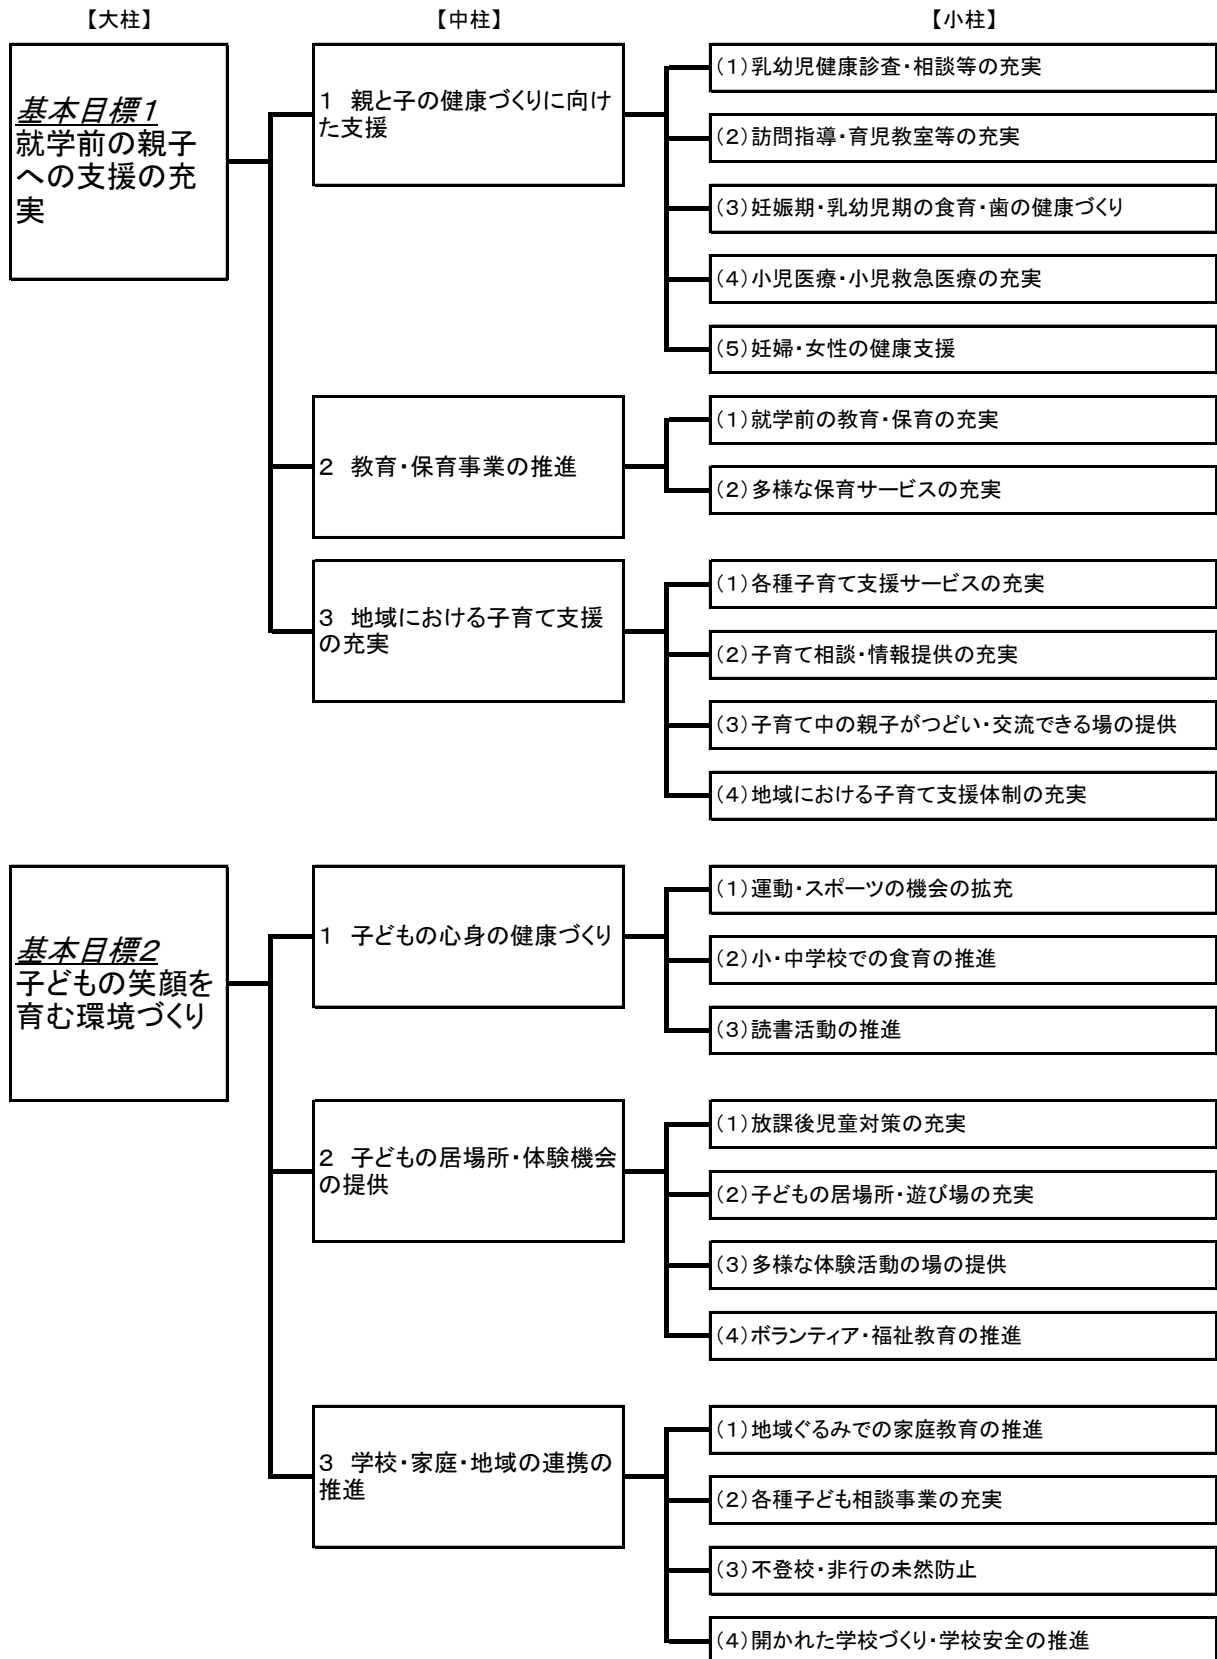 【大柱】 【中柱】 【小柱】
基本目標1
就学前の親子
への支援の充
実
1 親と子の健康づくりに向け
た支援
(1)乳幼児健康診査・相談等の充実
(2)訪問指導・育児教室等の充実
(3)妊娠期・乳幼児期の食育・歯の健康づくり
(4)小児医療・小児救急医療の充実
(5)妊婦・女性の健康支援
2 教育・保育事業の推進
(1)就学前の教育・保育の充実
(2)多様な保育サービスの充実
3 地域における子育て支援
の充実
(1)各種子育て支援サービスの充実
(2)子育て相談・情報提供の充実
(3)子育て中の親子がつどい・交流できる場の提供
(4)地域における子育て支援体制の充実
基本目標2
子どもの笑顔を
育む環境づくり
1 子どもの心身の健康づくり
(1)運動・スポーツの機会の拡充
(2)小・中学校での食育の推進
(3)読書活動の推進
2 子どもの居場所・体験機会
の提供
(1)放課後児童対策の充実
(2)子どもの居場所・遊び場の充実
(3)多様な体験活動の場の提供
(4)ボランティア・福祉教育の推進
3 学校・家庭・地域の連携の
推進
(1)地域ぐるみでの家庭教育の推進
(2)各種子ども相談事業の充実
(3)不登校・非行の未然防止
(4)開かれた学校づくり・学校安全の推進